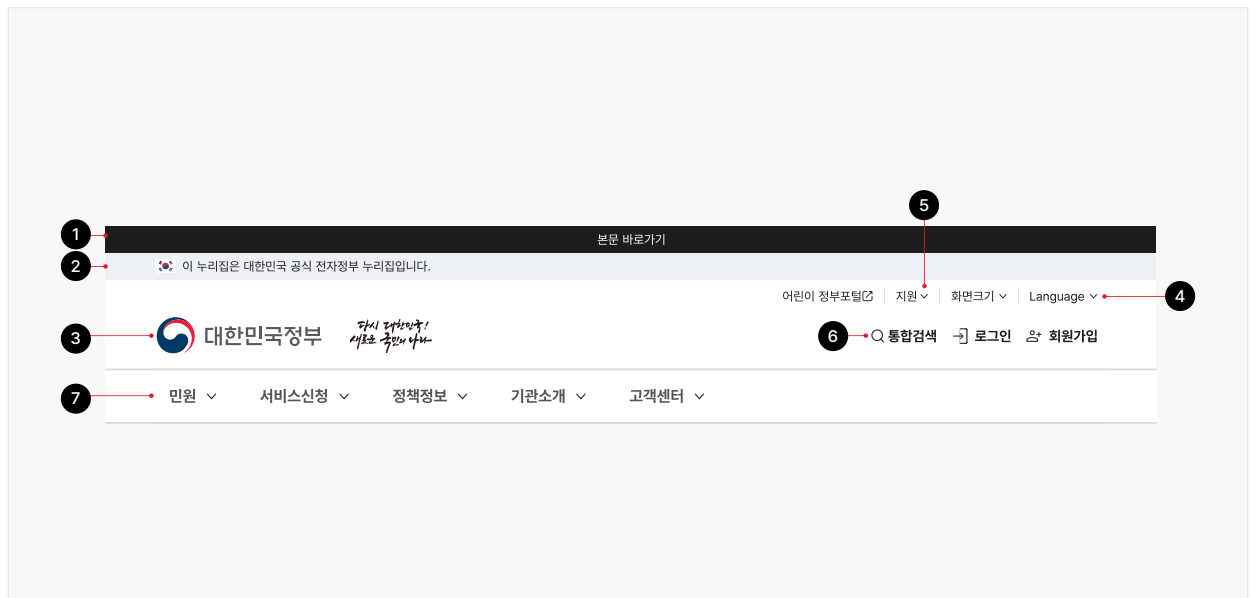 5
1 본문 바로가기
2 이 누리집은 대한민국 공식 전자정부 누리집입니다.
어린이 정부포털 지원 화면크기 Language 4
3 대한민국정부 다시 대한민국! 6 통합검색 로그인 회원가입
새로운 국민의 나라
7 민원 서비스신청 정책정보 기관소개 고객센터